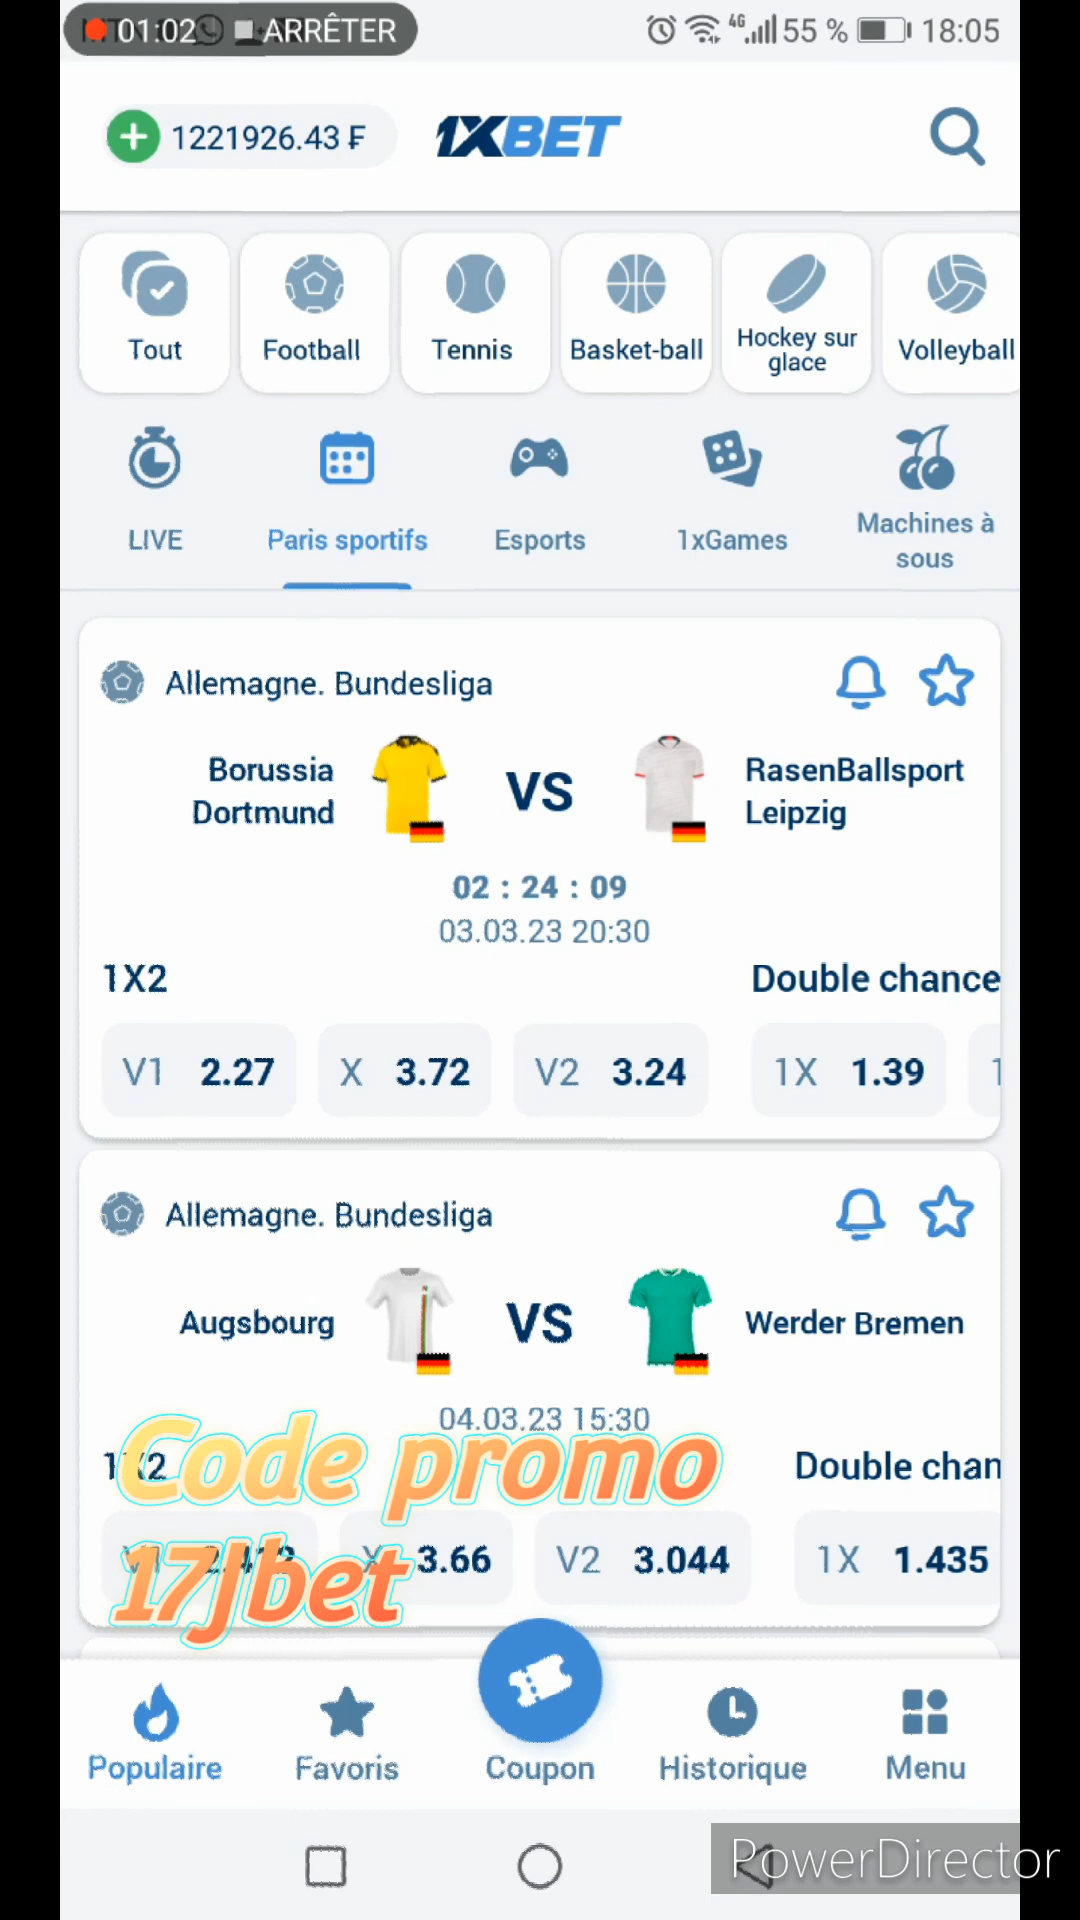 01:02 ARRÊTER 4G 55 % 18:05
1221926.43 ₣ 1XBET
Tout Football Tennis Basket-ball Hockey sur glace Volleyball
LIVE Paris sportifs Esports 1xGames Machines à sous
Allemagne. Bundesliga
Borussia Dortmund VS RasenBallsport Leipzig
02 : 24 : 09
03.03.23 20:30
1X2 Double chance
V1 2.27 X 3.72 V2 3.24 1X 1.39
Allemagne. Bundesliga
Augsbourg VS Werder Bremen
04.03.23 15:30
Code promo
1X2 Double chan
17Jbet
X 3.66 V2 3.044 1X 1.435
Populaire Favoris Coupon Historique Menu
PowerDirector